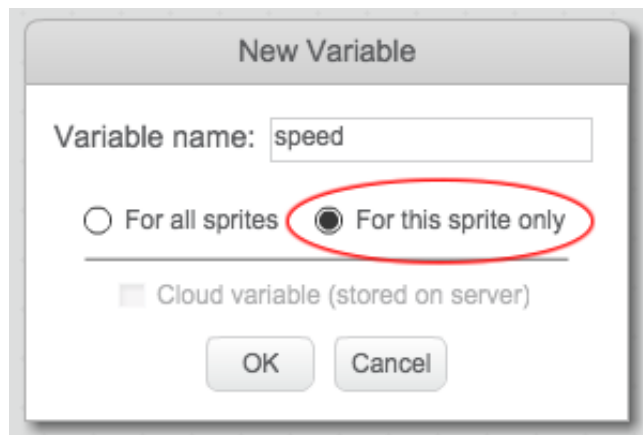 New Variable
Variable name: speed
For all sprites For this sprite only
Cloud variable (stored on server)
OK Cancel